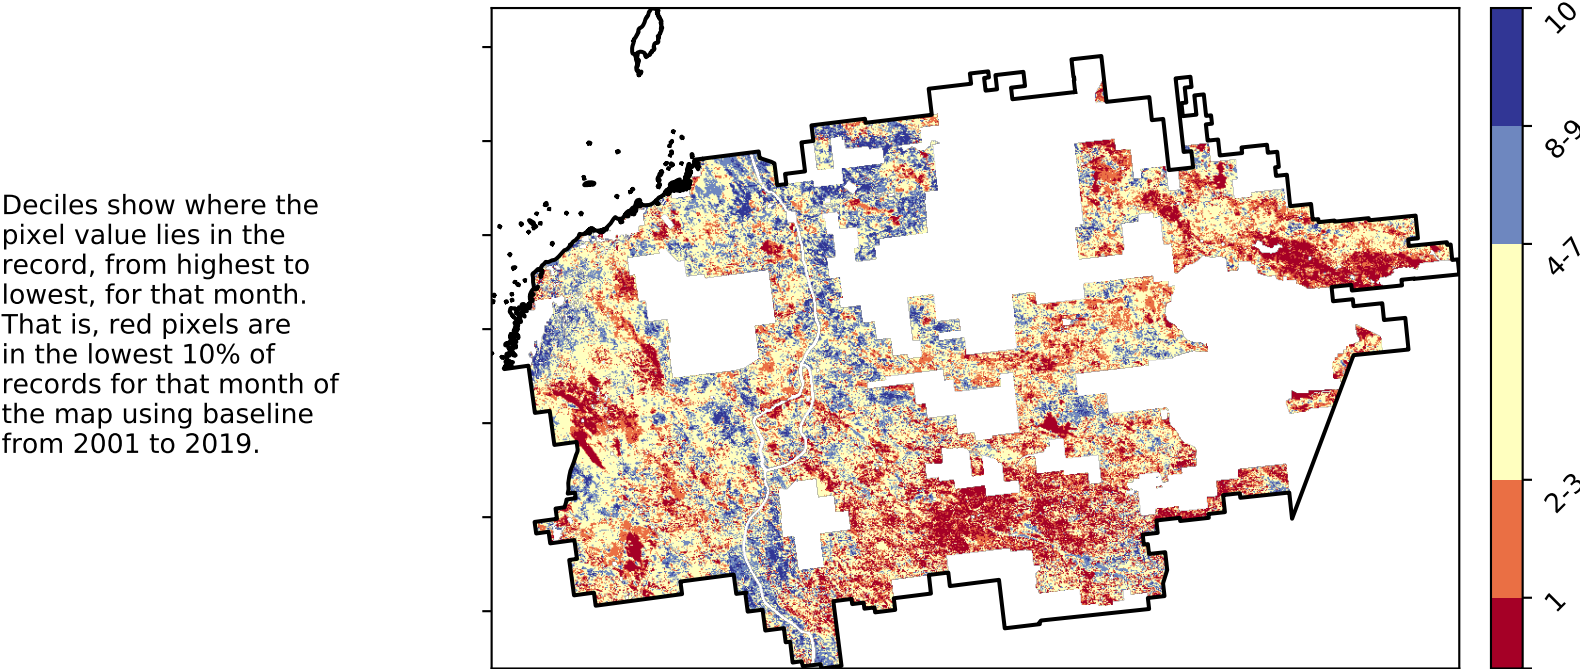 Deciles show where the
pixel value lies in the
record, from highest to
lowest, for that month.
That is, red pixels are
in the lowest 10% of
records for that month of
the map using baseline
from 2001 to 2019.
10
8-9
4-7
2-3
1